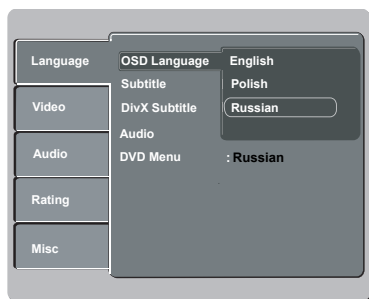 Language
Video
Audio
Rating
Misc
OSD Language
Subtitle
DivX Subtitle
Audio
DVD Menu : Russian
English
Polish
Russian